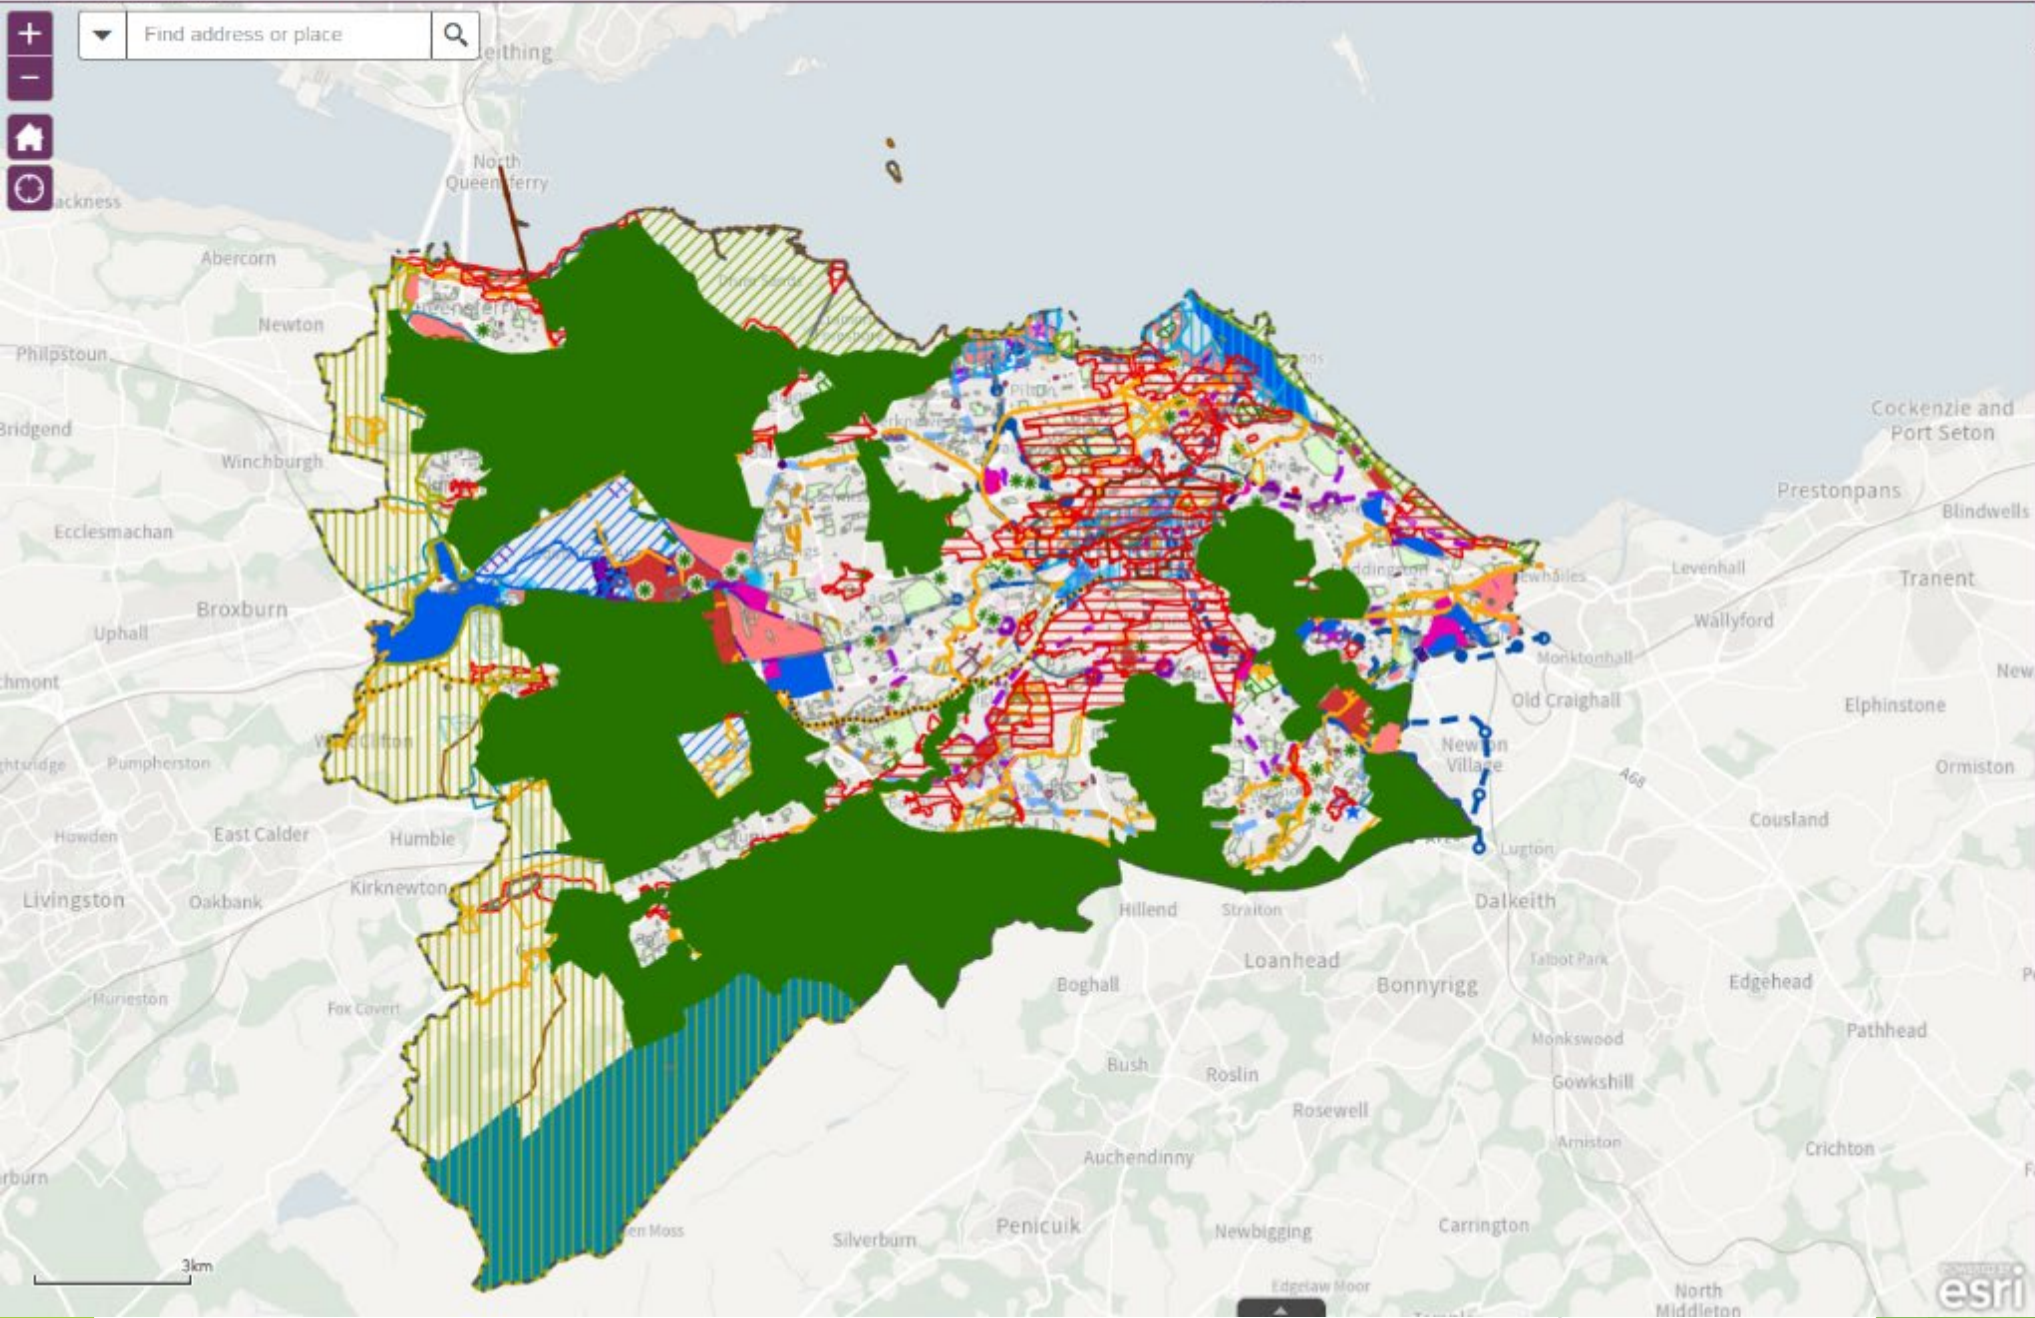 +
Find address or place
−
North
Queensferry
Abercorn
Newton
Philpstoun
Bridgend
Winchburgh
Ecclesmachan
Broxburn
Uphall
Pumpherston
Howden
East Calder
Humbie
Livingston
Oakbank
Kirknewton
Murieston
Fox Covert
Cockenzie and
Port Seton
Prestonpans
Blindwells
Levenhall
Tranent
Wallyford
Monktonhall
Old Craighall
Elphinstone
Newton
Village
A68
Ormiston
Cousland
Lugton
Dalkeith
Hillend
Straiton
Loanhead
Talbot Park
Boghall
Bonnyrigg
Edgehead
Pathhead
Monkswood
Bush
Roslin
Gowkshill
Rosewell
Arniston
Crichton
Auchendinny
Silverburn
Penicuik
Newbigging
Carrington
3km
Edgelaw Moor
North
Middleton
POWERED BY
esri